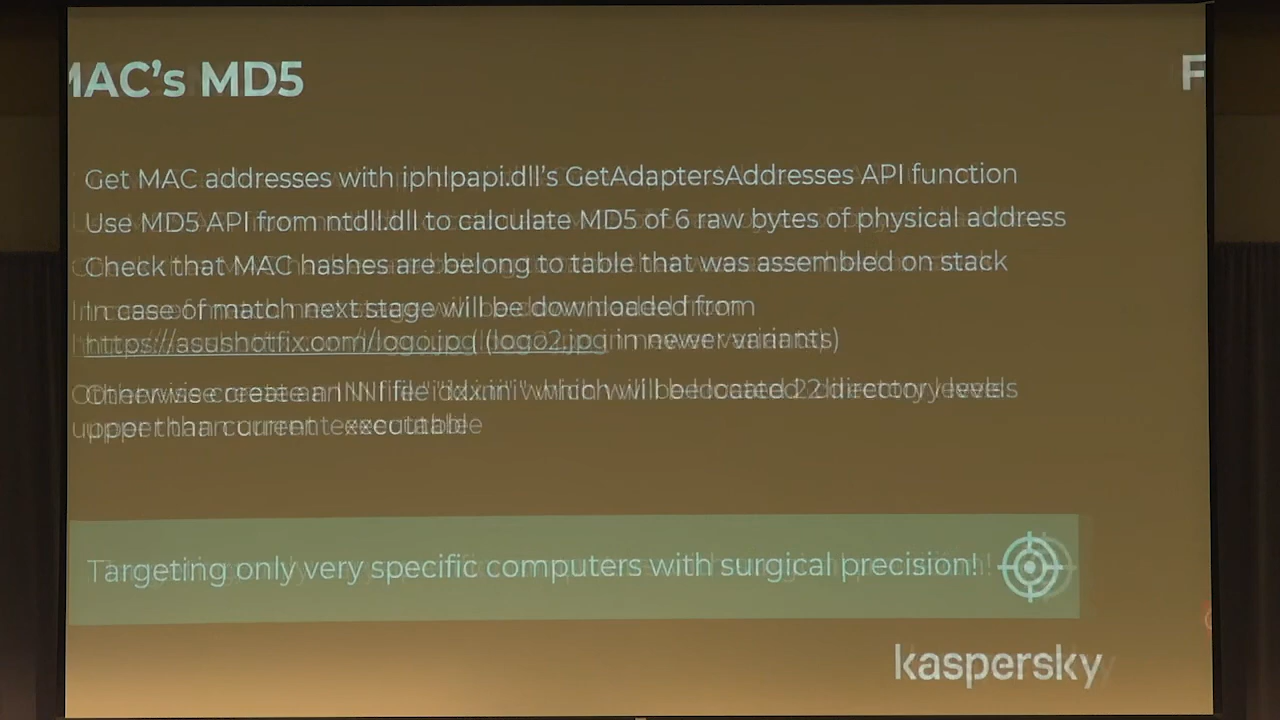 MAC's MD5
F
Get MAC addresses with iphlpapi.dll's GetAdaptersAddresses API function
Use MD5 API from ntdll.dll to calculate MD5 of 6 raw bytes of physical address
Check that MAC hashes are belong to table that was assembled on stack
In case of match next stage will be downloaded from
https://asushotfix.com/logo.jpg (logo2.jpg in newer variants)
Otherwise create an INI file "idx.ini" which will be located 2 directory levels
upper than current executable
Targeting only very specific computers with surgical precision!
kaspersky